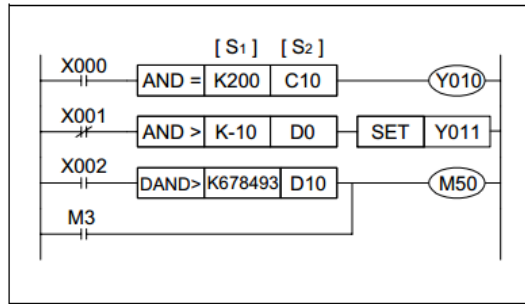 [ S1 ] [ S2 ]
X000 AND = K200 C10 Y010
X001 AND > K-10 D0 SET Y011
X002 DAND> K678493 D10 M50
M3